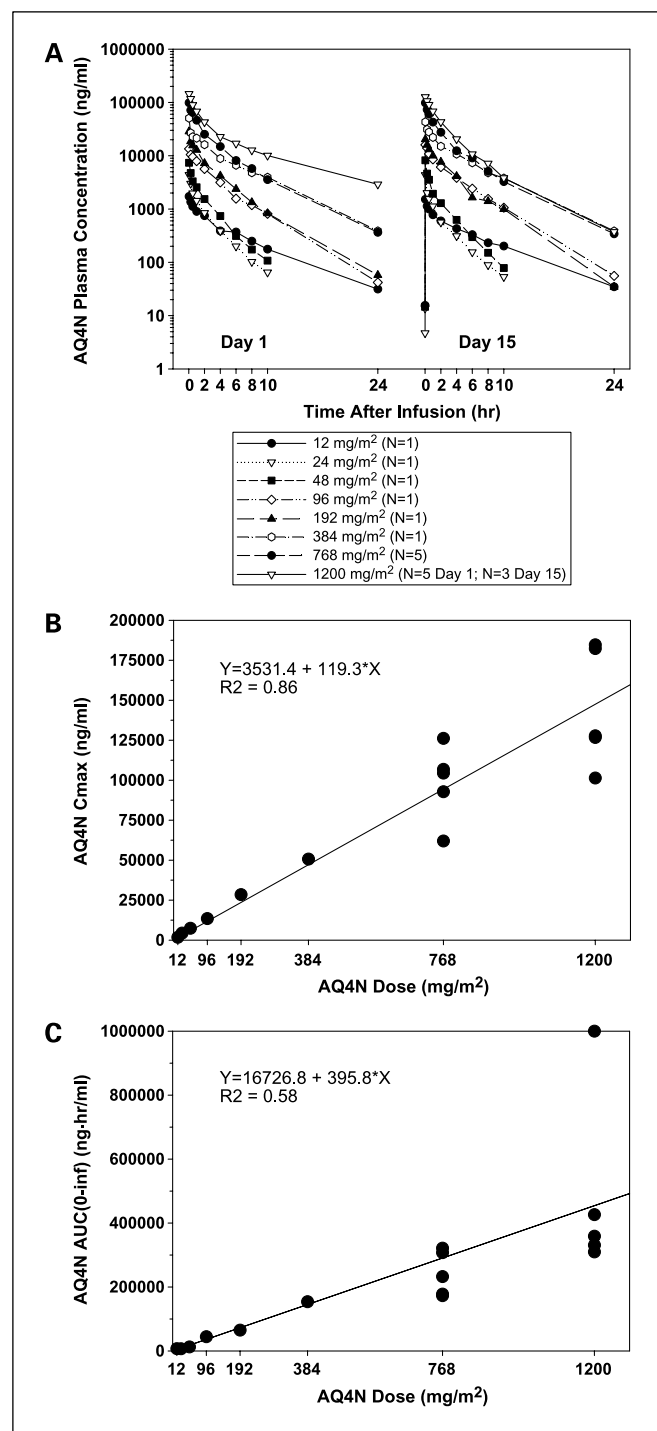 A
AQ4N Plasma Concentration (ng/ml)
1000000
100000
10000
1000
100
10
1
Day 1
Day 15
0 2 4 6 8 10 24 0 2 4 6 8 10 24
Time After Infusion (hr)
12 mg/m² (N=1)
24 mg/m² (N=1)
48 mg/m² (N=1)
96 mg/m² (N=1)
192 mg/m² (N=1)
384 mg/m² (N=1)
768 mg/m² (N=5)
1200 mg/m² (N=5 Day 1; N=3 Day 15)
B
AQ4N Cmax (ng/ml)
200000
175000
150000
125000
100000
75000
50000
25000
0
Y=3531.4 + 119.3*X
R2 = 0.86
12 96 192 384 768 1200
AQ4N Dose (mg/m²)
C
AQ4N AUC(0-inf) (ng·hr/ml)
1000000
800000
600000
400000
200000
0
Y=16726.8 + 395.8*X
R2 = 0.58
12 96 192 384 768 1200
AQ4N Dose (mg/m²)